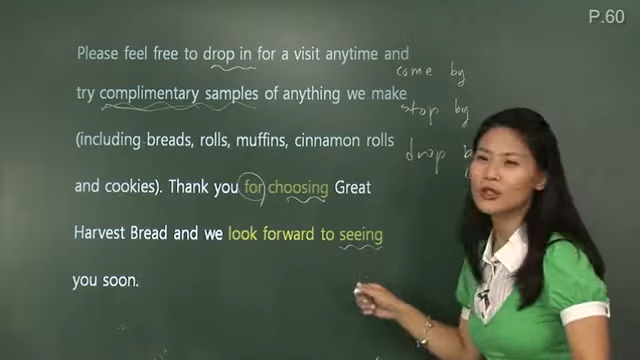 P.60
Please feel free to drop in for a visit anytime and
come by
try complimentary samples of anything we make
stop by
(including breads, rolls, muffins, cinnamon rolls
drop
and cookies). Thank you for choosing Great
Harvest Bread and we look forward to seeing
you soon.